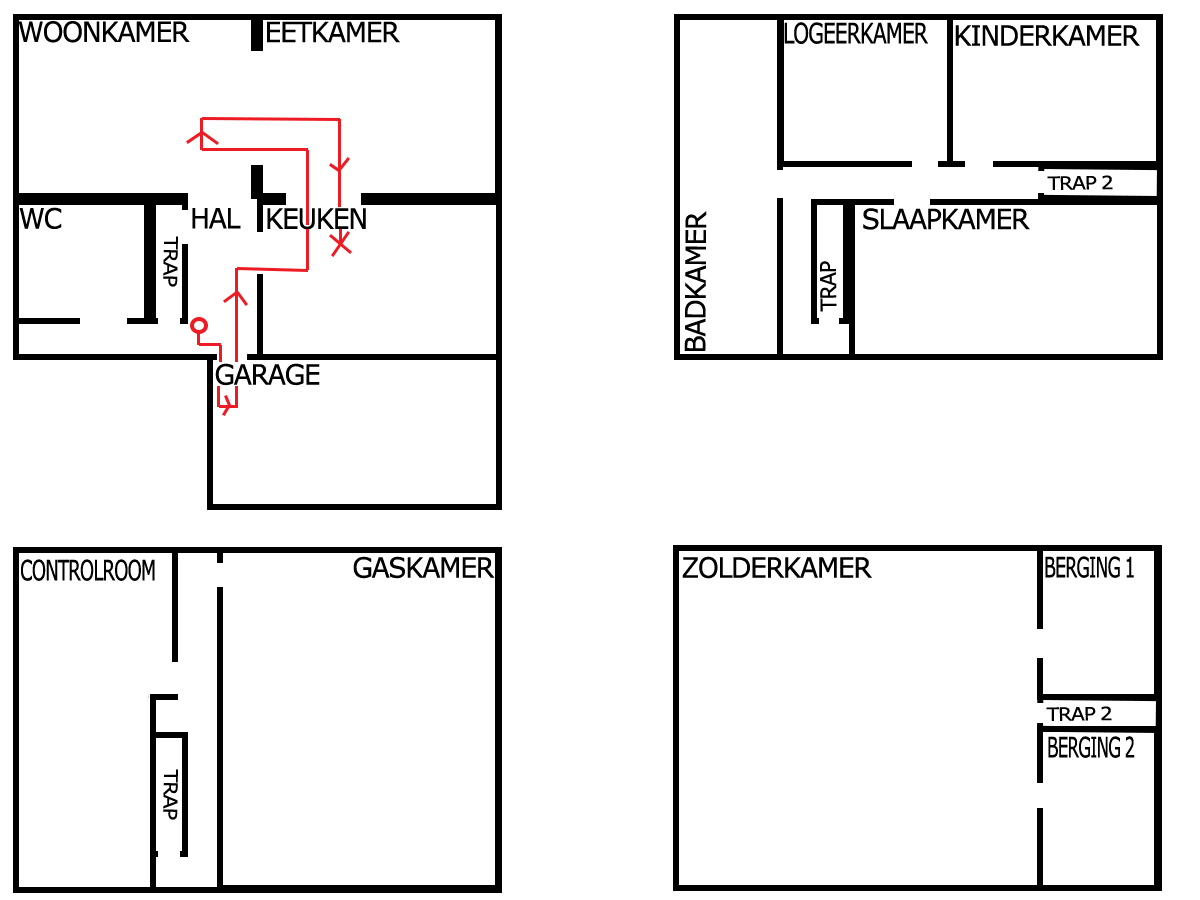 WOONKAMER
EETKAMER
WC
TRAP
HAL
KEUKEN
GARAGE
LOGEERKAMER
KINDERKAMER
TRAP 2
BADKAMER
TRAP
SLAAPKAMER
CONTROLROOM
GASKAMER
TRAP
ZOLDERKAMER
BERGING 1
TRAP 2
BERGING 2